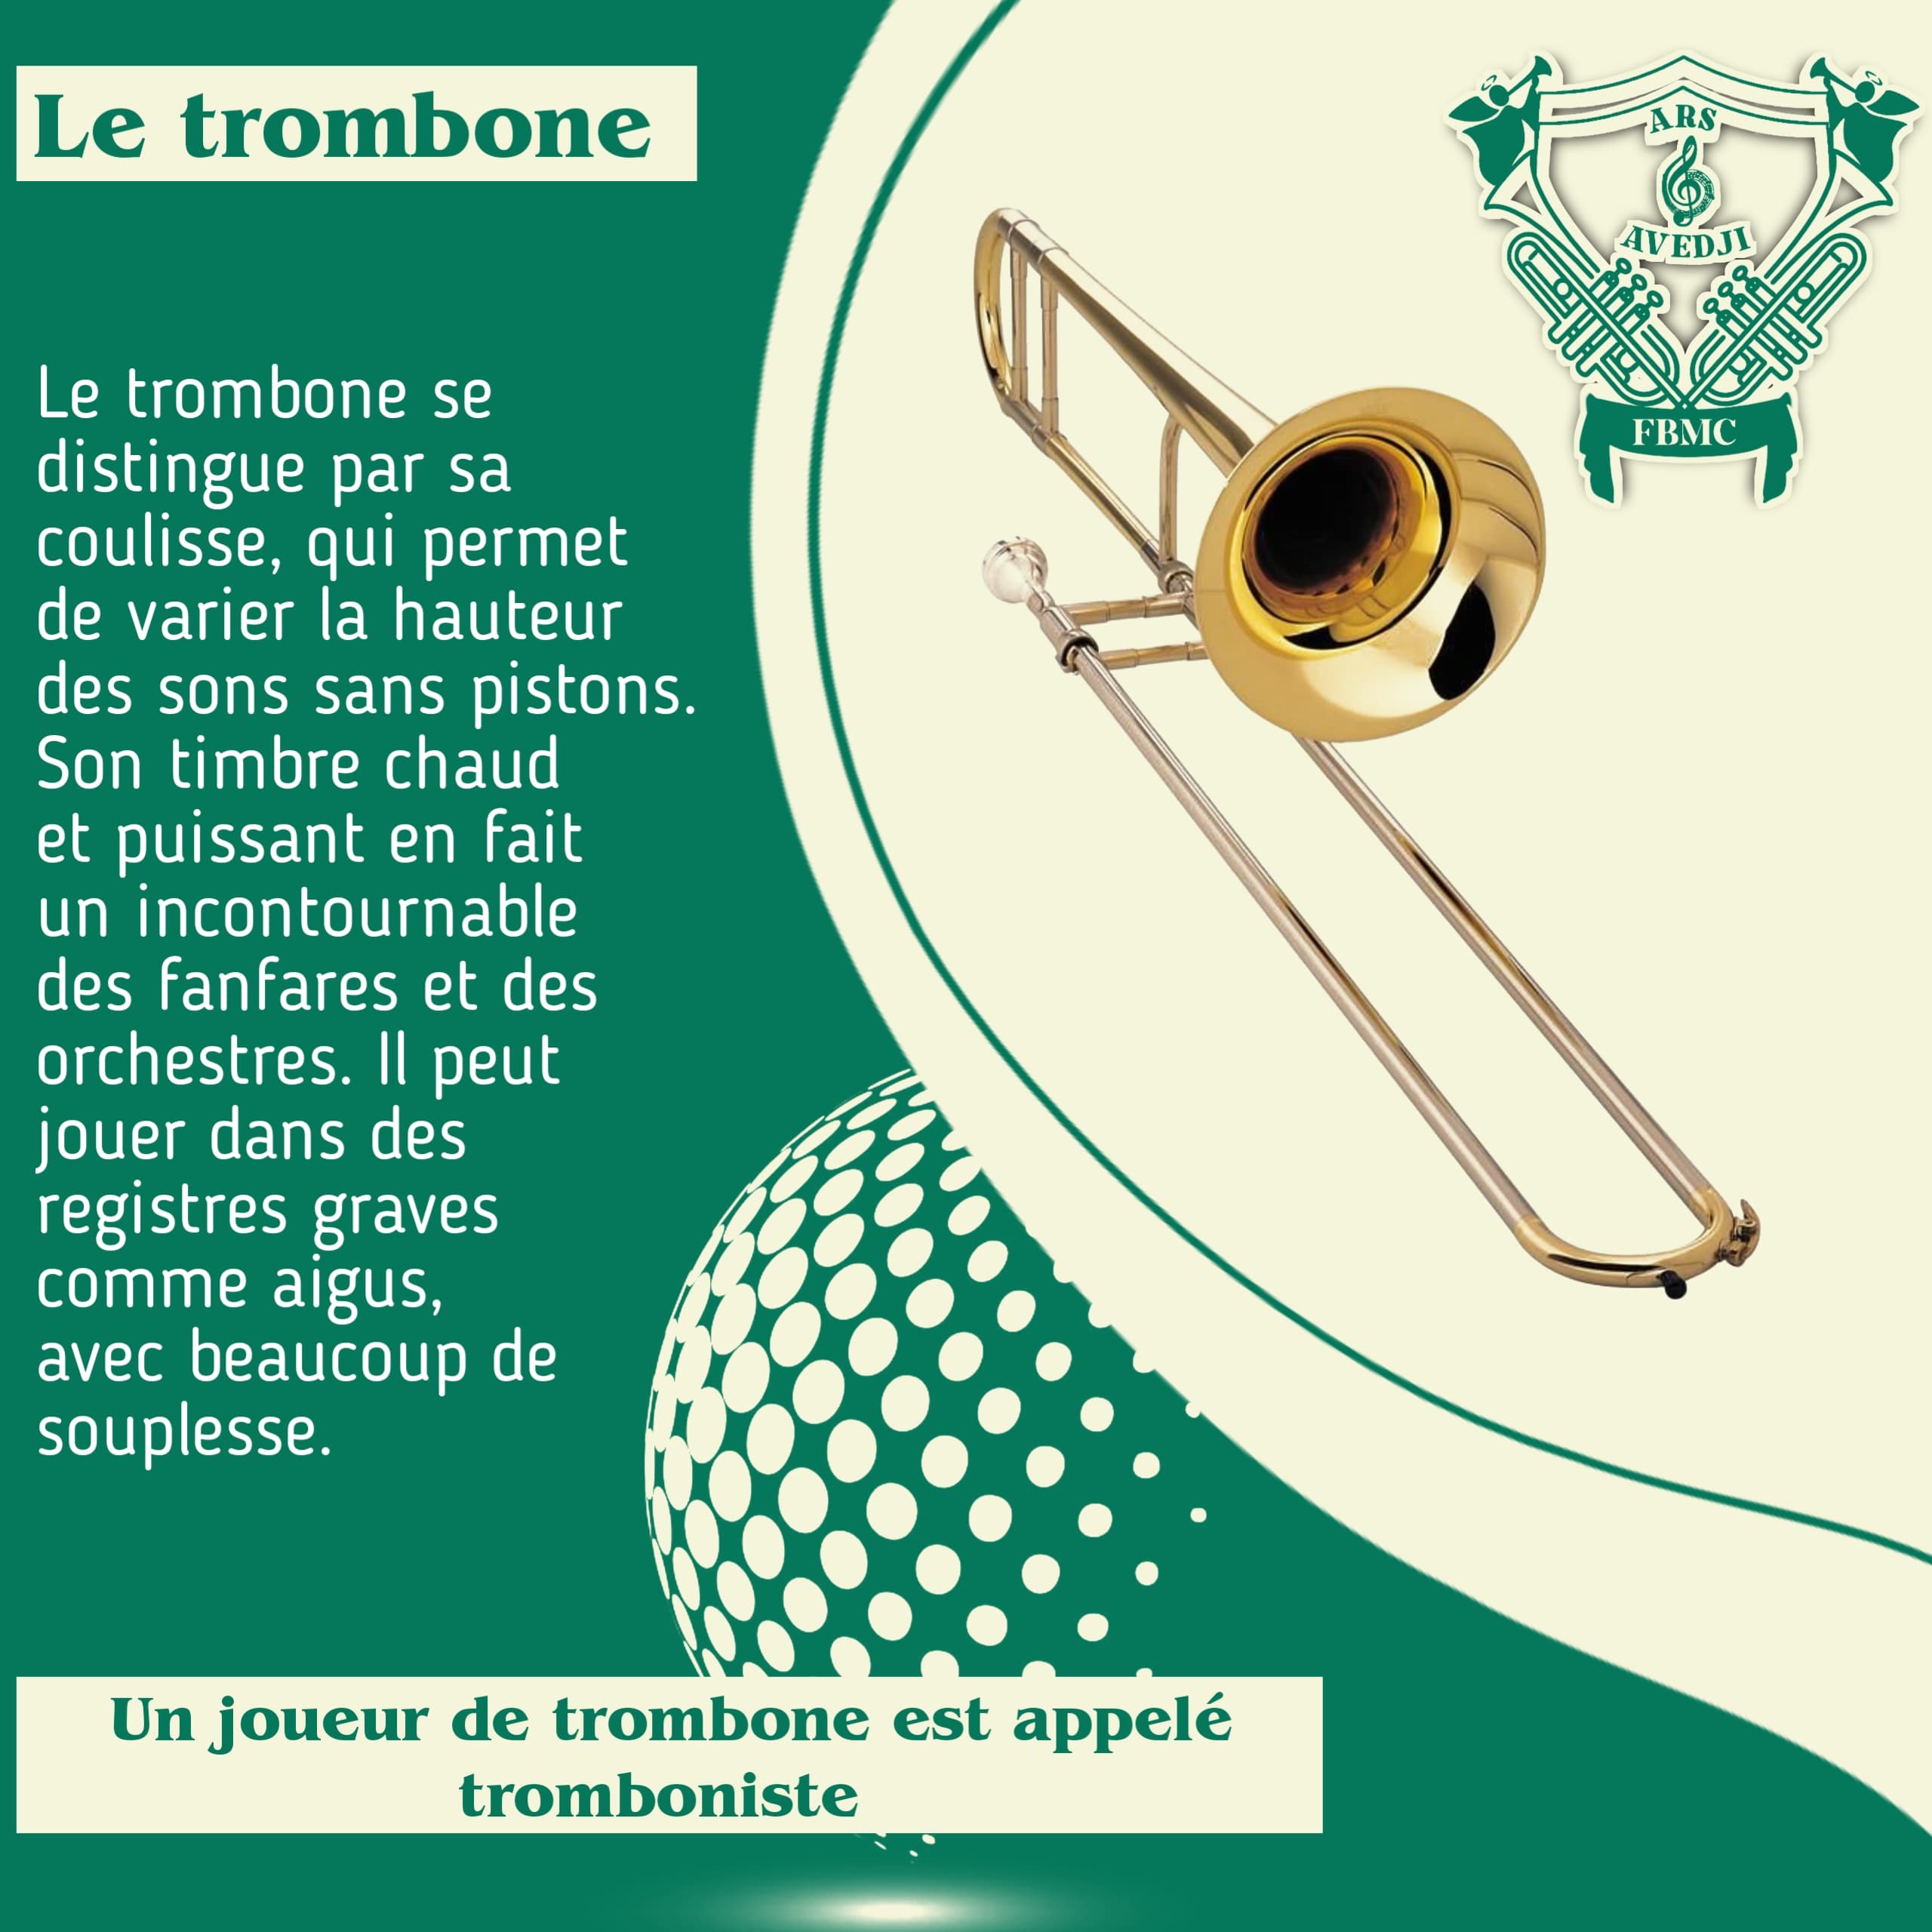 Le trombone
ARS
AVEDJI
FBMC
Le trombone se
distingue par sa
coulisse, qui permet
de varier la hauteur
des sons sans pistons.
Son timbre chaud
et puissant en fait
un incontournable
des fanfares et des
orchestres. Il peut
jouer dans des
registres graves
comme aigus,
avec beaucoup de
souplesse.
Un joueur de trombone est appelé
tromboniste